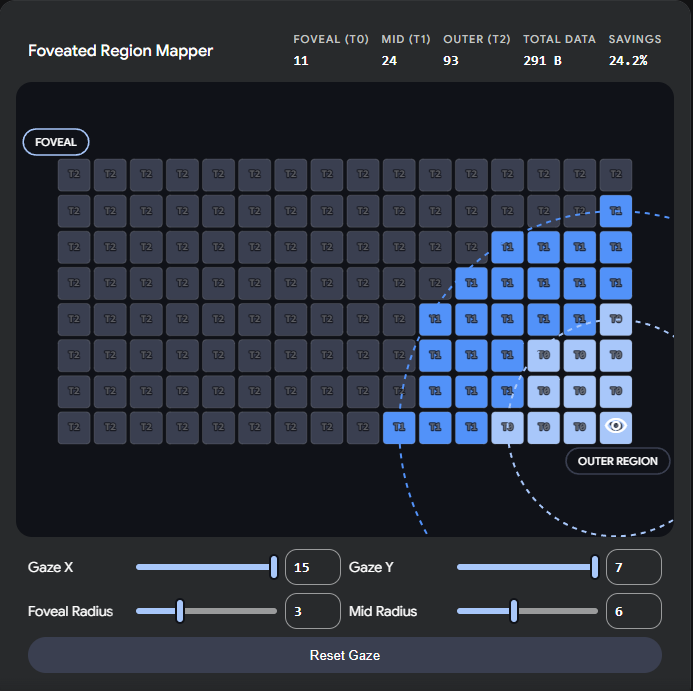 Foveated Region Mapper
FOVEAL (T0) MID (T1) OUTER (T2) TOTAL DATA SAVINGS
11 24 93 291 B 24.2%
FOVEAL
T2 T2 T2 T2 T2 T2 T2 T2 T2 T2 T2 T2 T2 T2 T2 T2
T2 T2 T2 T2 T2 T2 T2 T2 T2 T2 T2 T2 T2 T2 T2 T1
T2 T2 T2 T2 T2 T2 T2 T2 T2 T2 T2 T2 T1 T1 T1 T1
T2 T2 T2 T2 T2 T2 T2 T2 T2 T2 T2 T1 T1 T1 T1 T1
T2 T2 T2 T2 T2 T2 T2 T2 T2 T2 T1 T1 T1 T1 T1 T0
T2 T2 T2 T2 T2 T2 T2 T2 T2 T2 T1 T1 T1 T0 T0 T0
T2 T2 T2 T2 T2 T2 T2 T2 T2 T2 T1 T1 T1 T0 T0 T0
T2 T2 T2 T2 T2 T2 T2 T2 T2 T1 T1 T1 T0 T0 T0
OUTER REGION
Gaze X 15 Gaze Y 7
Foveal Radius 3 Mid Radius 6
Reset Gaze